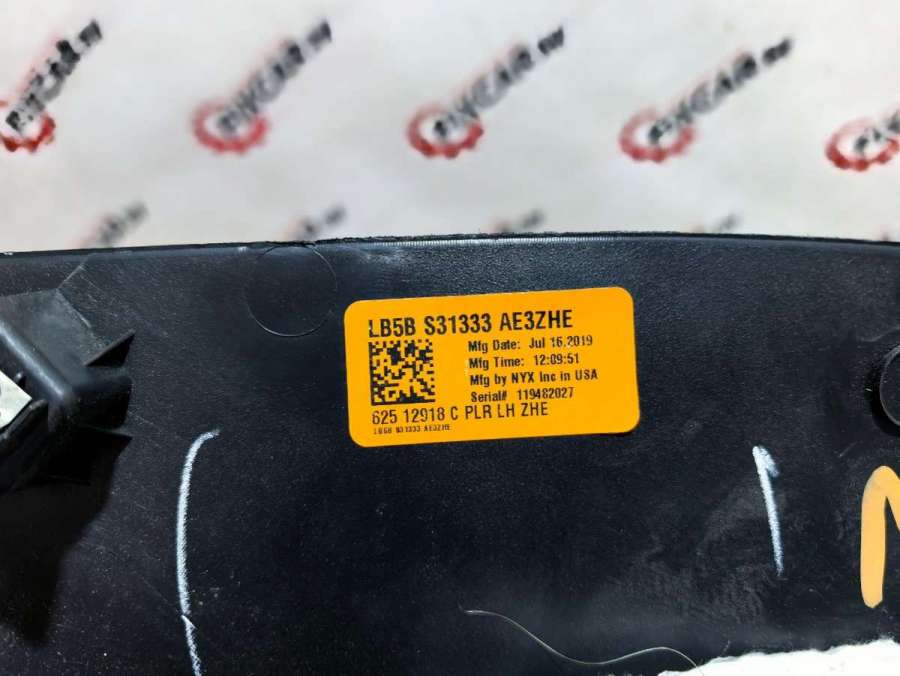 LB5B S31333 AE3ZHE
Mfg Date: Jul 16,2019
Mfg Time: 12:09:51
Mfg by NYX Inc in USA
Serial# 119482027
625 12918 C PLR LH ZHE
LB5B S31333 AE3ZHE